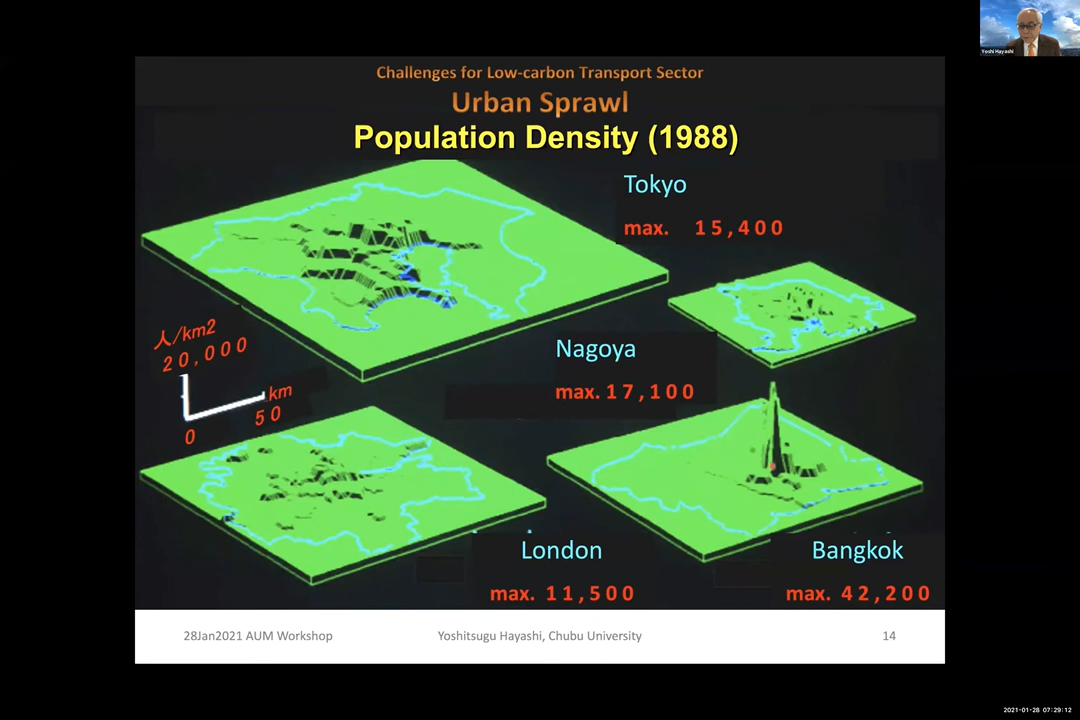 Yoshi Hayashi
Challenges for Low-carbon Transport Sector
Urban Sprawl
Population Density (1988)
Tokyo
max. 15,400
人/km2
20,000
km
50
0
Nagoya
max. 17,100
London
max. 11,500
Bangkok
max. 42,200
28Jan2021 AUM Workshop
Yoshitsugu Hayashi, Chubu University
14
2021-01-28 07:29:12